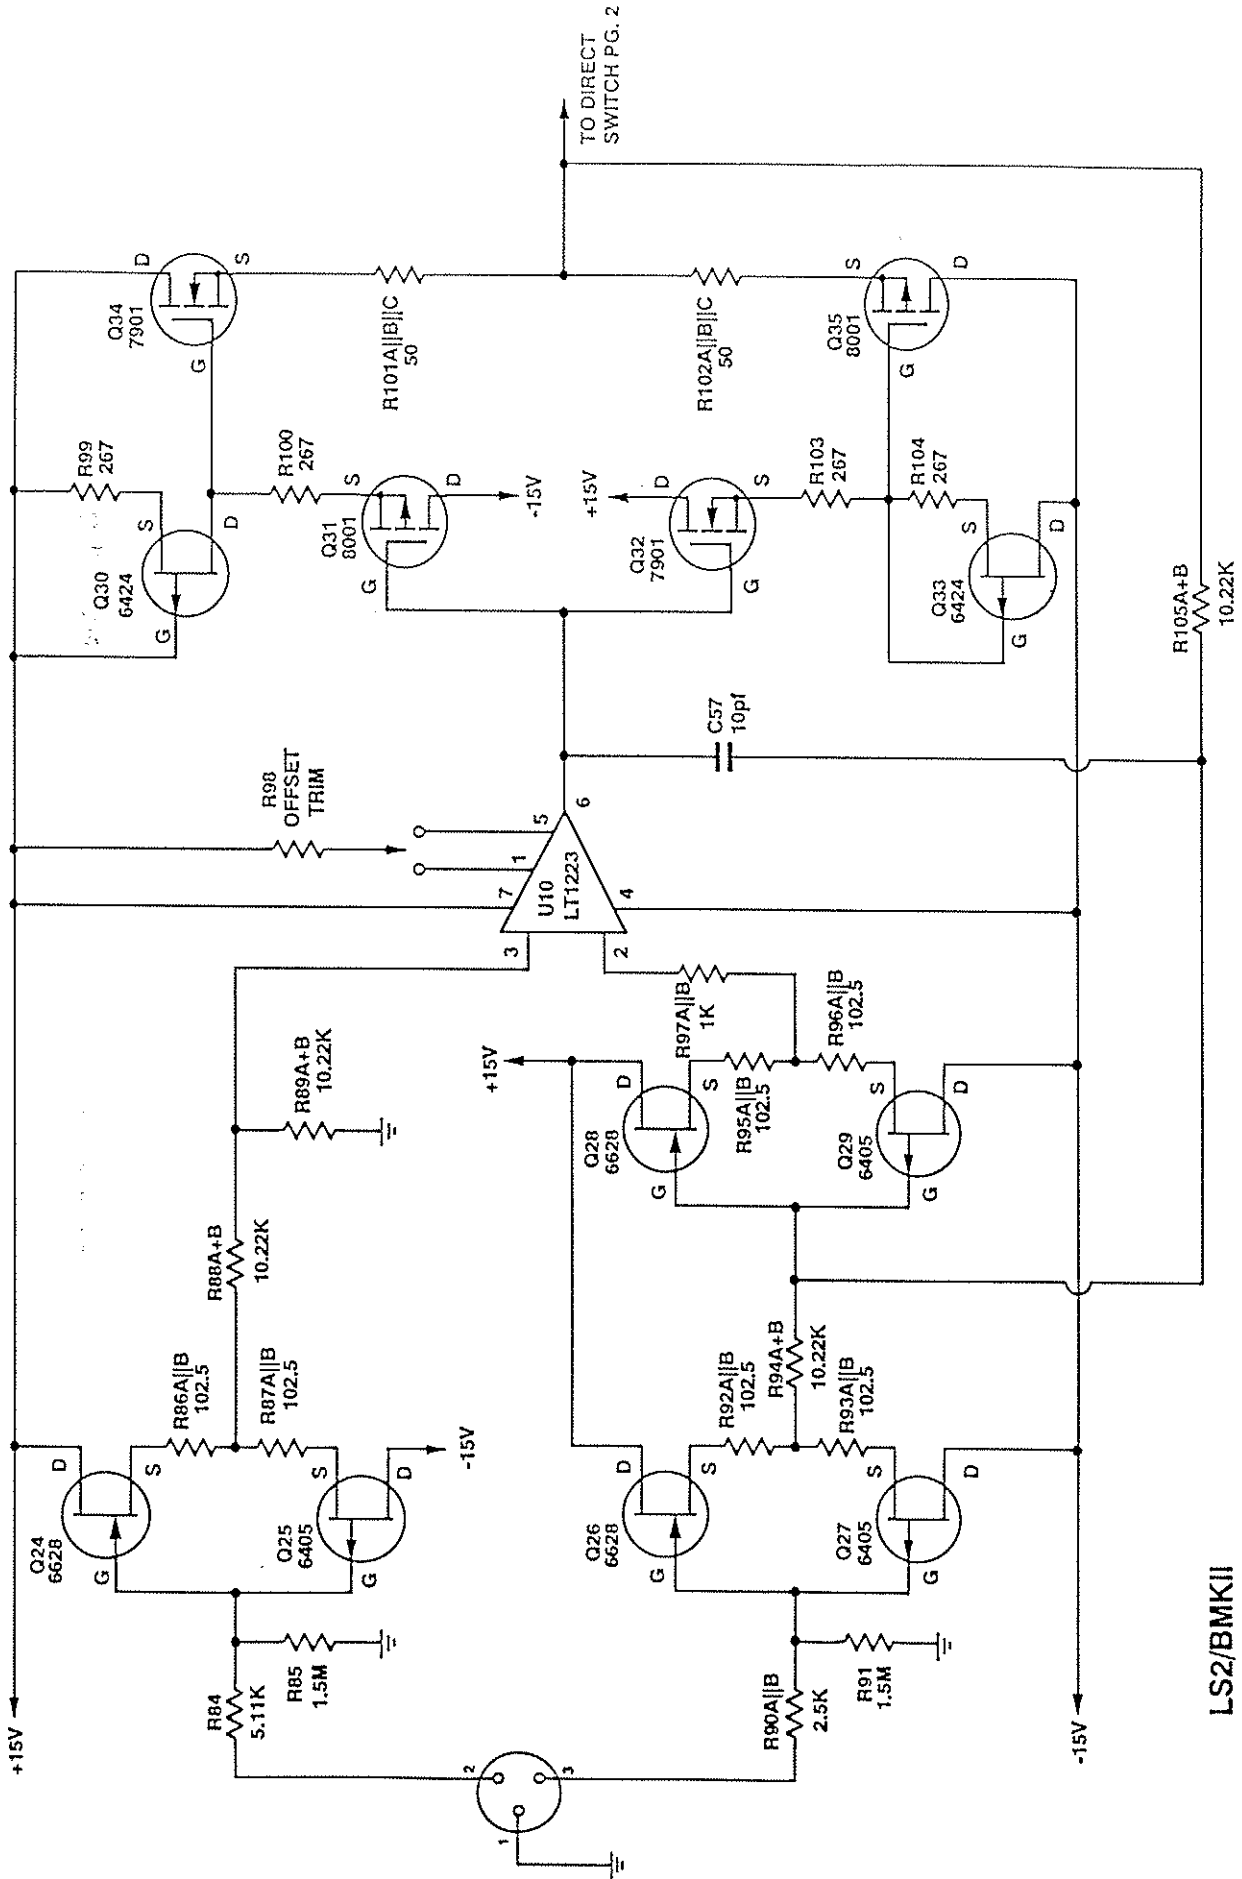 +15V
R84
5.11K
R85
1.5M
2
3
1
R90A||B
2.5K
R91
1.5M
-15V
LS2/BMKII
Q24
6628
D
S
G
R86A||B
102.5
R87A||B
102.5
Q25
6405
S
D
G
-15V
R88A+B
10.22K
R89A+B
10.22K
Q26
6628
D
S
G
R92A||B
102.5
R94A+B
10.22K
R93A||B
102.5
Q27
6405
S
D
G
+15V
Q28
6628
D
S
G
R95A||B
102.5
R97A||B
1K
R96A||B
102.5
Q29
6405
S
D
G
R98
OFFSET
TRIM
U10
LT1223
3
2
7
1
5
4
6
C57
10pf
Q30
6424
S
D
G
R99
267
R100
267
Q31
8001
S
D
G
-15V
+15V
Q32
7901
D
S
G
R103
267
R104
267
Q33
6424
S
D
G
Q34
7901
D
S
G
R101A||B||C
50
R102A||B||C
50
Q35
8001
S
D
G
R105A+B
10.22K
TO DIRECT
SWITCH PG. 2